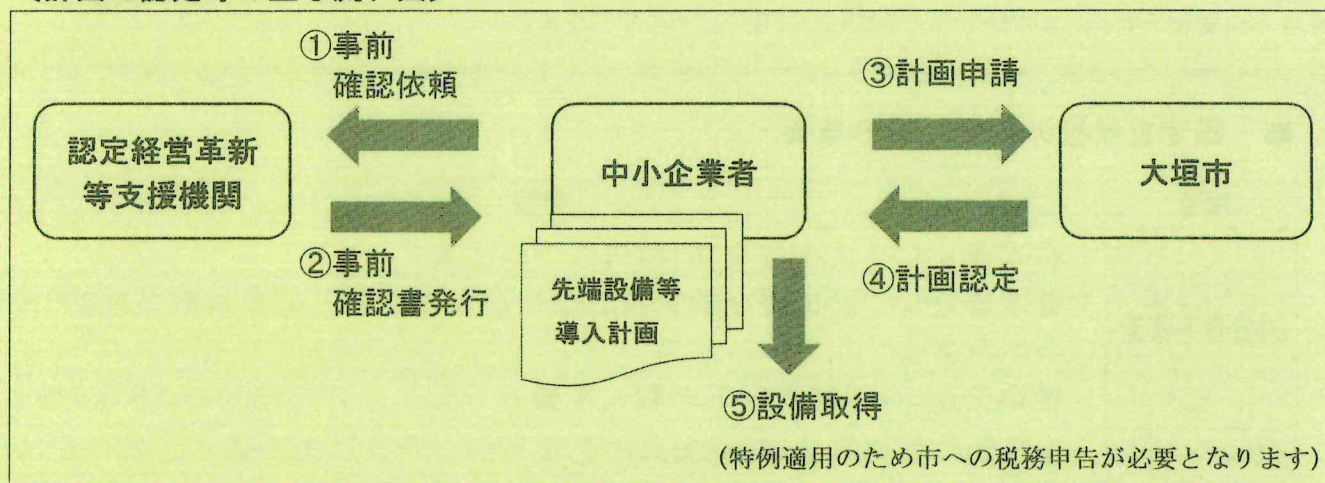 ①事前
確認依頼
③計画申請
認定経営革新
等支援機関
中小企業者
大垣市
②事前
確認書発行
先端設備等
導入計画
④計画認定
⑤設備取得
(特例適用のため市への税務申告が必要となります)